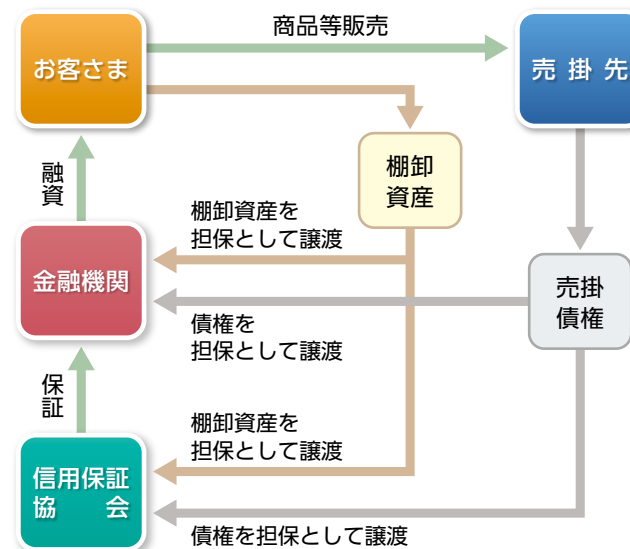 商品等販売
お客さま
売掛先
融資
棚卸
資産
棚卸資産を
担保として譲渡
金融機関
売掛
債権
債権を
担保として譲渡
保証
棚卸資産を
担保として譲渡
信用保証
協会
債権を担保として譲渡